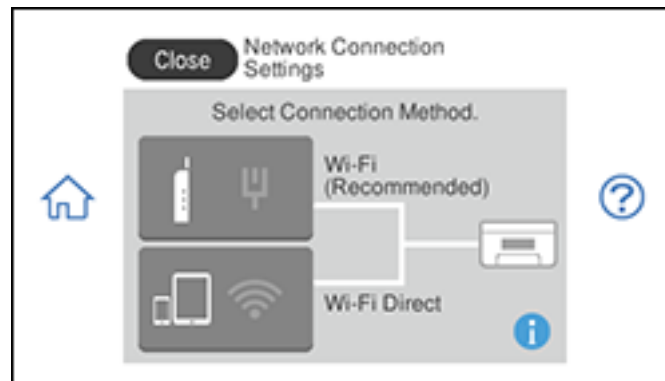 Close
Network Connection
Settings
Select Connection Method.
Wi-Fi
(Recommended)
Wi-Fi Direct
?
i